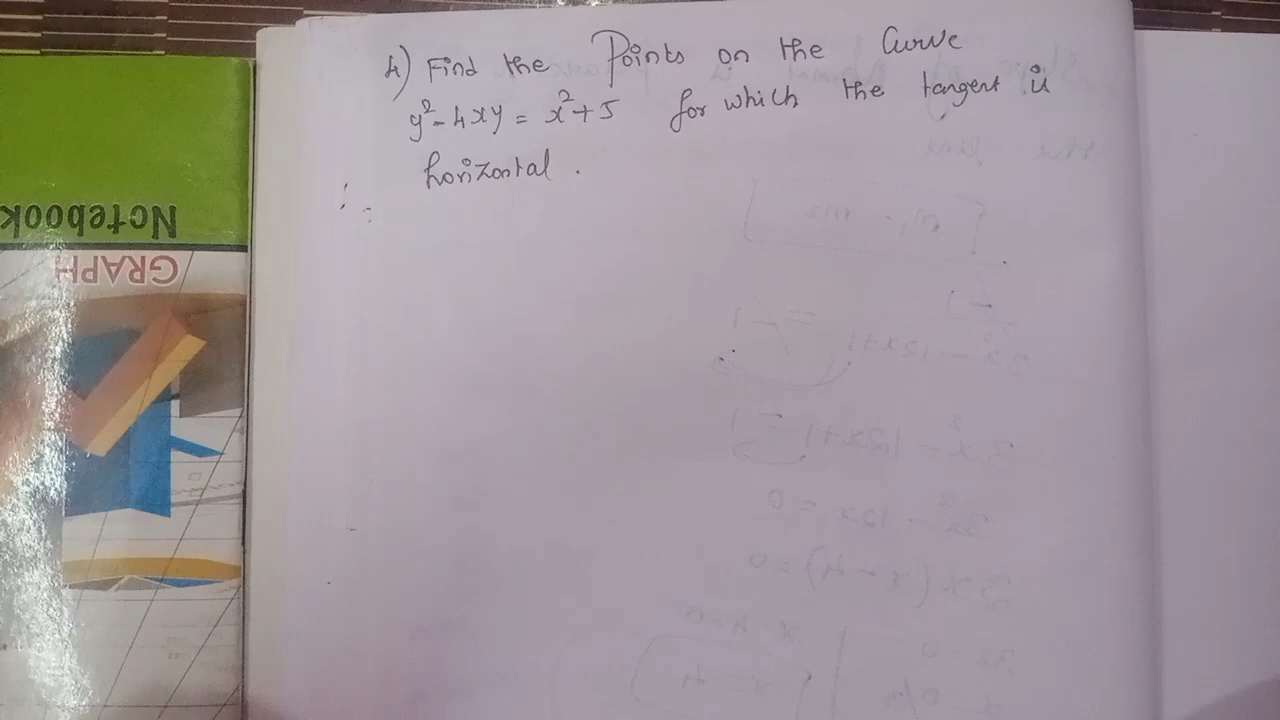 4) Find the Points on the Curve
y² - 4xy = x² + 5 for which the tangent is
horizontal.
Notebook
GRAPH